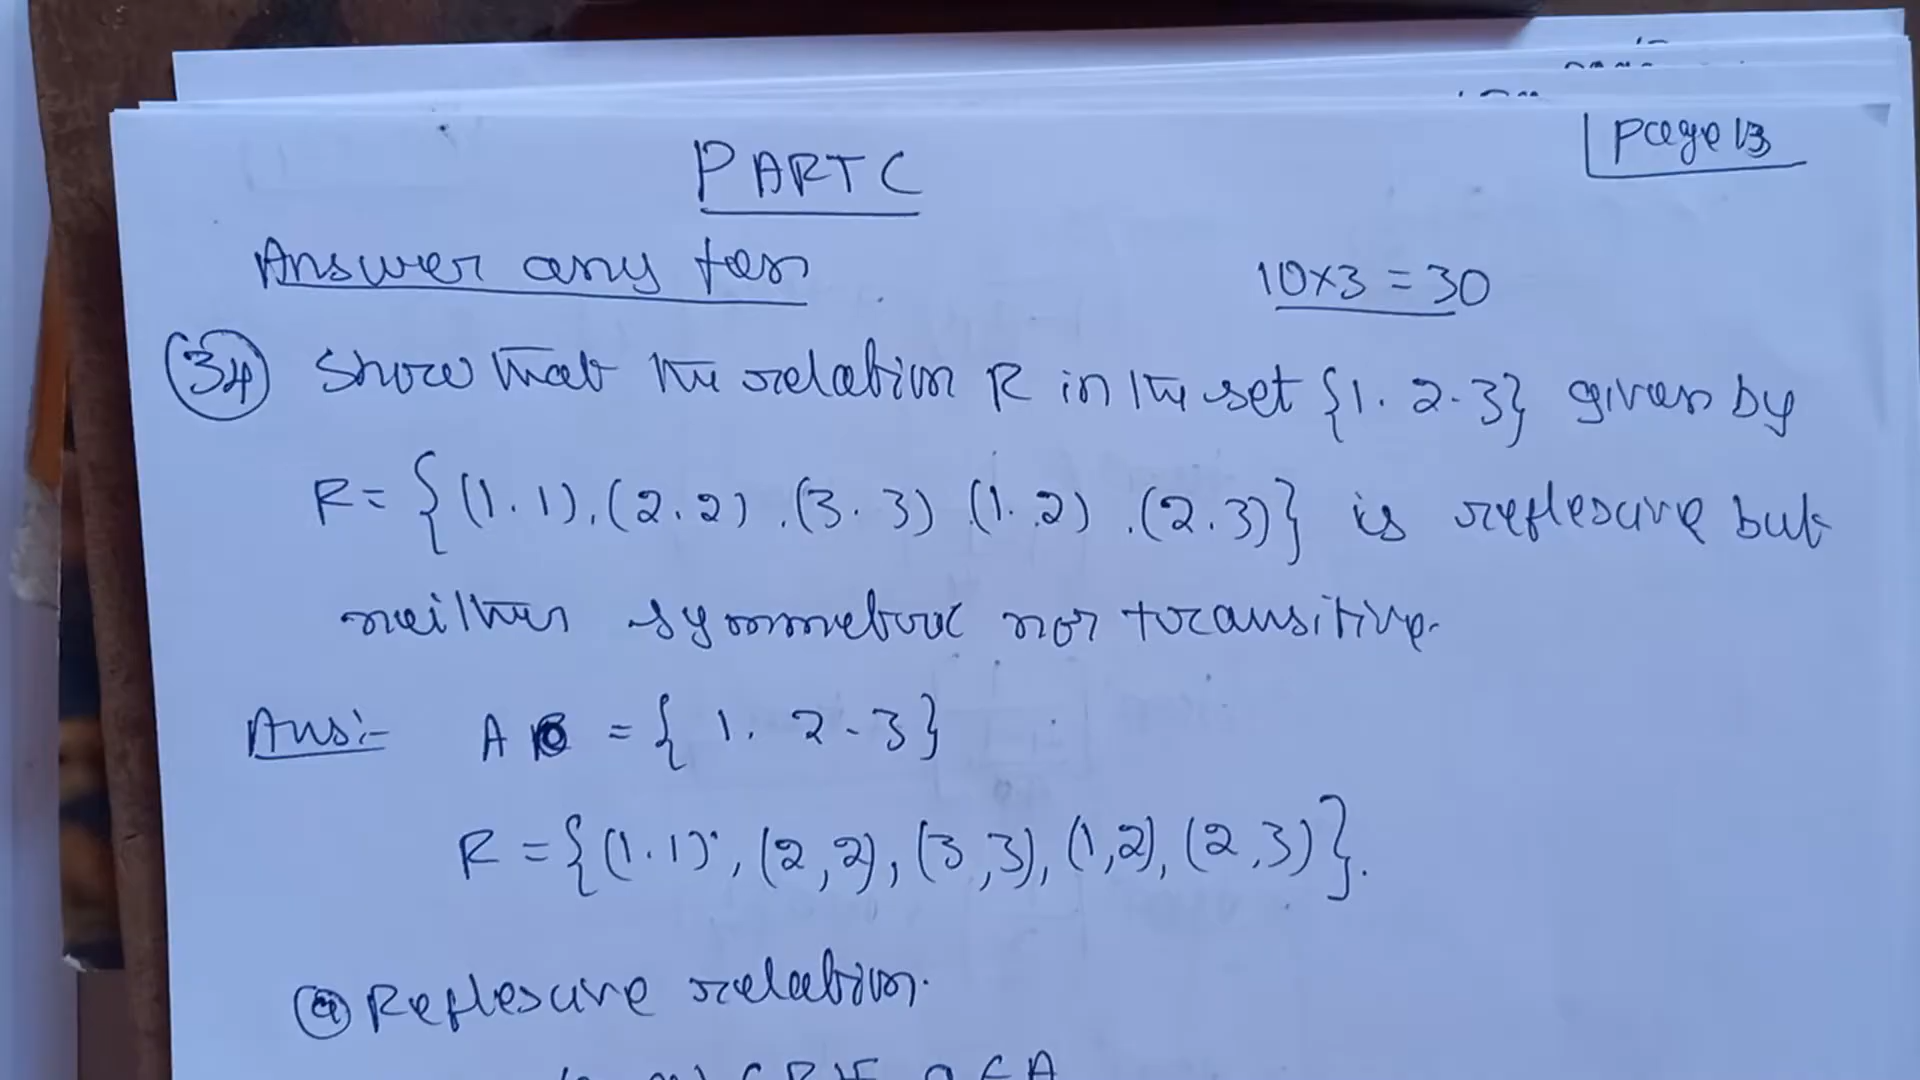 Page 13
PART C
Answer any ten
10×3 = 30
34 Show that the relation R in the set {1. 2. 3} given by
R = {(1. 1), (2. 2), (3. 3) (1. 2), (2. 3)} is reflexive but
neither symmetric nor transitive.
Ans:- A = {1. 2. 3}
R = {(1. 1), (2, 2), (3, 3), (1, 2), (2, 3)}.
a Reflexive relation.
∈ R if a ∈ A